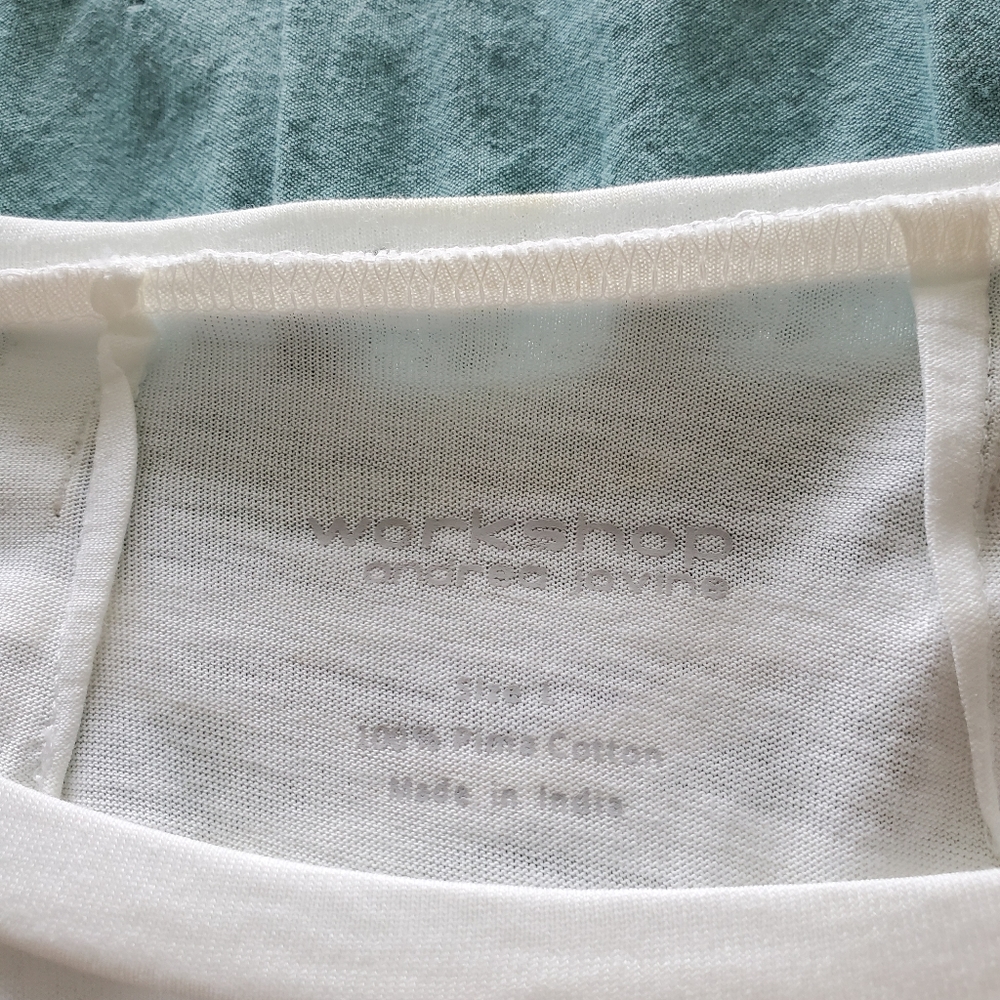 workshop
andrea jovine
Size L
100% Pima Cotton
Made in India